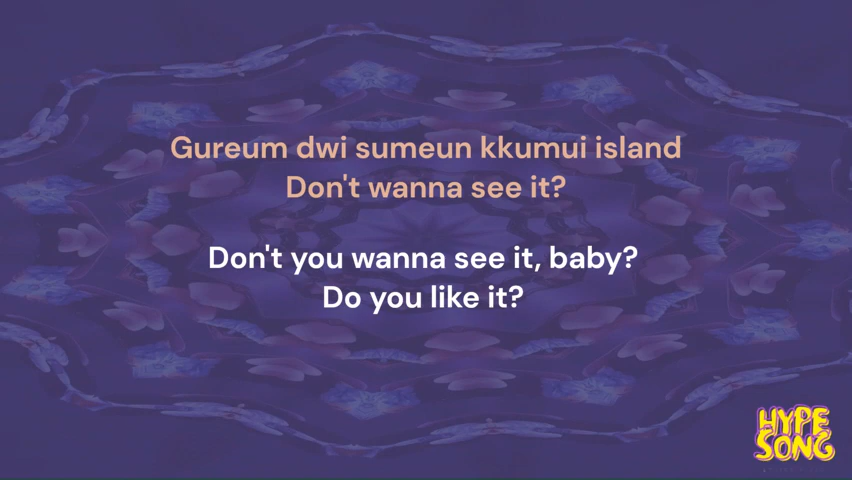 Gureum dwi sumeun kkumui island
Don't wanna see it?
Don't you wanna see it, baby?
Do you like it?
HYPE
SONG